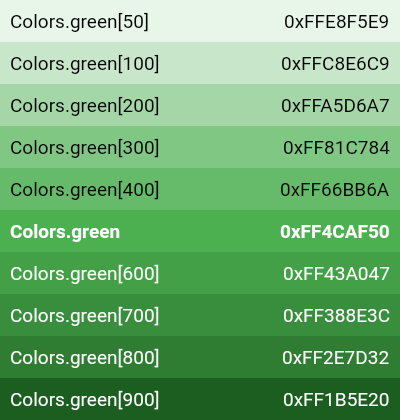 Colors.green[50] 0xFFE8F5E9
Colors.green[100] 0xFFC8E6C9
Colors.green[200] 0xFFA5D6A7
Colors.green[300] 0xFF81C784
Colors.green[400] 0xFF66BB6A
Colors.green 0xFF4CAF50
Colors.green[600] 0xFF43A047
Colors.green[700] 0xFF388E3C
Colors.green[800] 0xFF2E7D32
Colors.green[900] 0xFF1B5E20